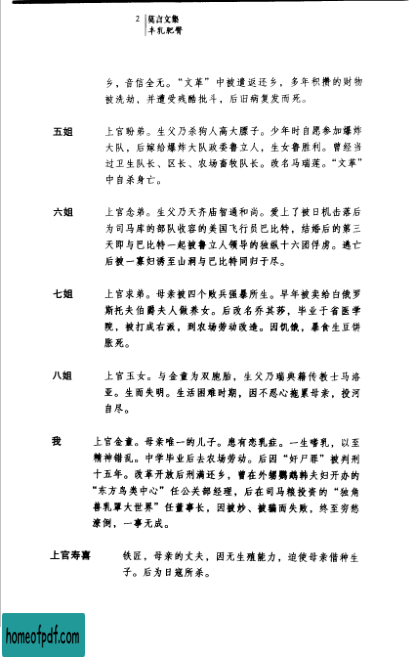 2 莫言文集
丰乳肥臀
乡，音信全无。“文革”中被遣返还乡，多年积攒的财物
被洗劫，并遭受残酷批斗，后旧病复发而死。
五姐 上官盼弟。生父乃杀狗人高大膘子。少年时自愿参加爆炸
大队，后嫁给爆炸大队政委鲁立人，生女鲁胜利。曾经当
过卫生队长、区长、农场畜牧队长。改名马瑞莲。“文革”
中自杀身亡。
六姐 上官念弟。生父乃天齐庙智通和尚。爱上了被日机击落后
为司马库的部队收容的美国飞行员巴比特，结婚后的第三
天即与巴比特一起被鲁立人领导的独纵十六团俘虏。逃亡
后被一寡妇诱至山洞与巴比特同归于尽。
七姐 上官求弟。母亲被四个败兵强暴所生。早年被卖给白俄罗
斯托夫伯爵夫人做养女。后改名乔其莎，毕业于省医学
院，被打成右派，到农场劳动改造。因饥饿，暴食生豆饼
胀死。
八姐 上官玉女。与金童为双胞胎，生父乃瑞典籍传教士马洛
亚。生而失明。生活困难时期，因不忍心拖累母亲，投河
自尽。
我 上官金童。母亲唯一的儿子。患有恋乳症。一生嗜乳，以至
精神错乱。中学毕业后去农场劳动。后因“奸尸罪”被判刑
十五年。改革开放后刑满还乡，曾在外甥鹦鹉韩夫妇开办的
“东方鸟类中心”任公关部经理，后在司马粮投资的“独角
兽乳罩大世界”任董事长，因被炒、被骗而失败，终至穷愁
潦倒，一事无成。
上官寿喜 铁匠，母亲的丈夫，因无生殖能力，迫使母亲借种生
子。后为日寇所杀。
homeofpdf.com